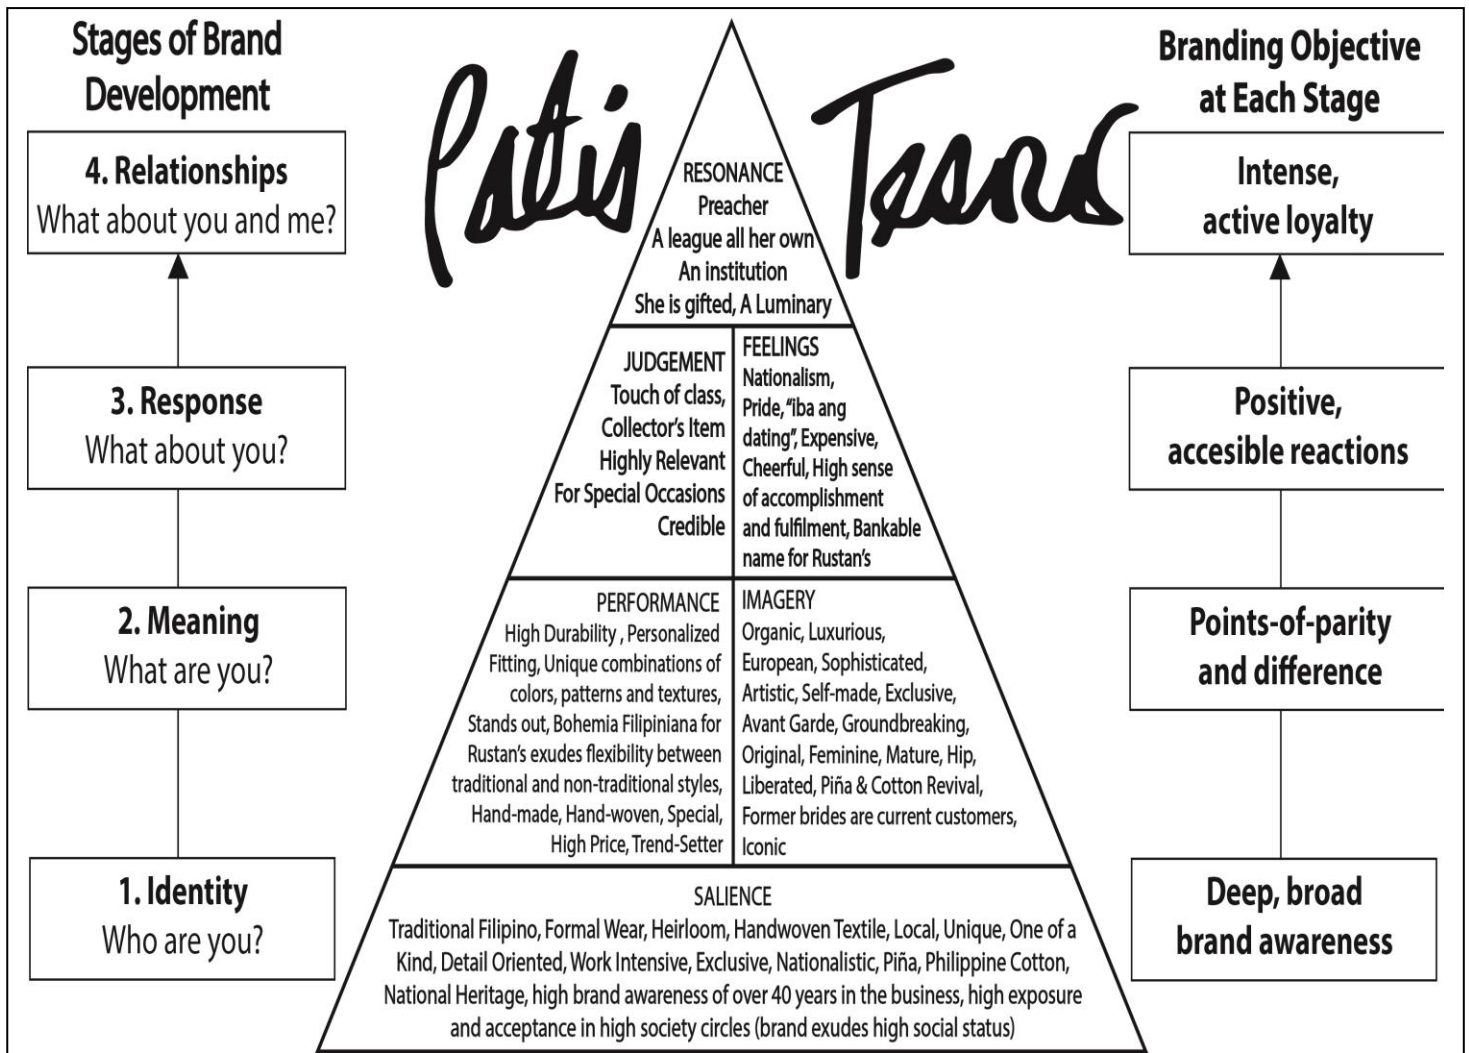 Stages of Brand
Development
4. Relationships
What about you and me?
3. Response
What about you?
2. Meaning
What are you?
1. Identity
Who are you?
Patis Tesoro
RESONANCE
Preacher
A league all her own
An institution
She is gifted, A Luminary
JUDGEMENT
Touch of class,
Collector's Item
Highly Relevant
For Special Occasions
Credible
FEELINGS
Nationalism,
Pride, "iba ang
dating", Expensive,
Cheerful, High sense
of accomplishment
and fulfilment, Bankable
name for Rustan's
PERFORMANCE
High Durability , Personalized
Fitting, Unique combinations of
colors, patterns and textures,
Stands out, Bohemia Filipiniana for
Rustan's exudes flexibility between
traditional and non-traditional styles,
Hand-made, Hand-woven, Special,
High Price, Trend-Setter
IMAGERY
Organic, Luxurious,
European, Sophisticated,
Artistic, Self-made, Exclusive,
Avant Garde, Groundbreaking,
Original, Feminine, Mature, Hip,
Liberated, Piña & Cotton Revival,
Former brides are current customers,
Iconic
SALIENCE
Traditional Filipino, Formal Wear, Heirloom, Handwoven Textile, Local, Unique, One of a
Kind, Detail Oriented, Work Intensive, Exclusive, Nationalistic, Piña, Philippine Cotton,
National Heritage, high brand awareness of over 40 years in the business, high exposure
and acceptance in high society circles (brand exudes high social status)
Branding Objective
at Each Stage
Intense,
active loyalty
Positive,
accesible reactions
Points-of-parity
and difference
Deep, broad
brand awareness